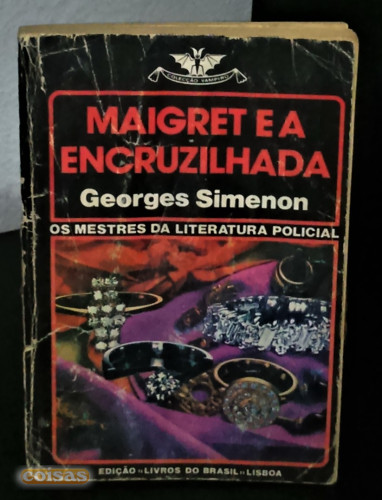 COLECÇÃO VAMPIRO
MAIGRET E A
ENCRUZILHADA
Georges Simenon
OS MESTRES DA LITERATURA POLICIAL
EDIÇÃO «LIVROS DO BRASIL» LISBOA
coisas